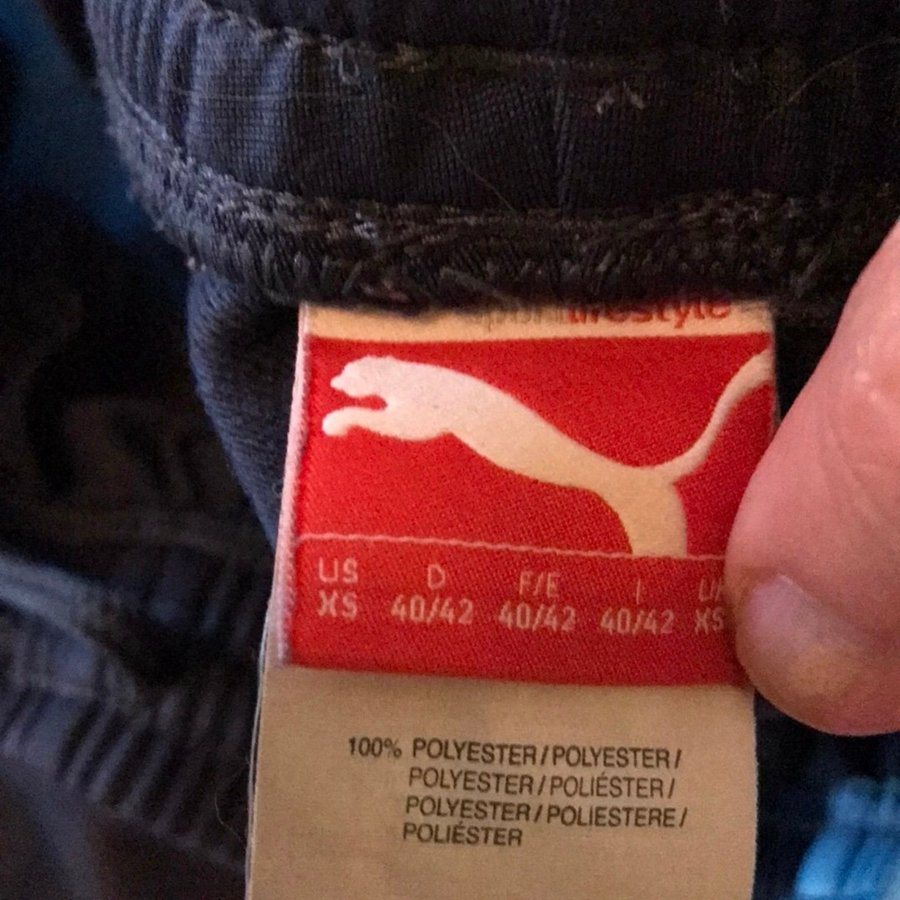 lifestyle
US D F/E I
XS 40/42 40/42 40/42 XS
100% POLYESTER/POLYESTER/
POLYESTER/POLIÉSTER/
POLYESTER/POLIESTERE/
POLIÉSTER